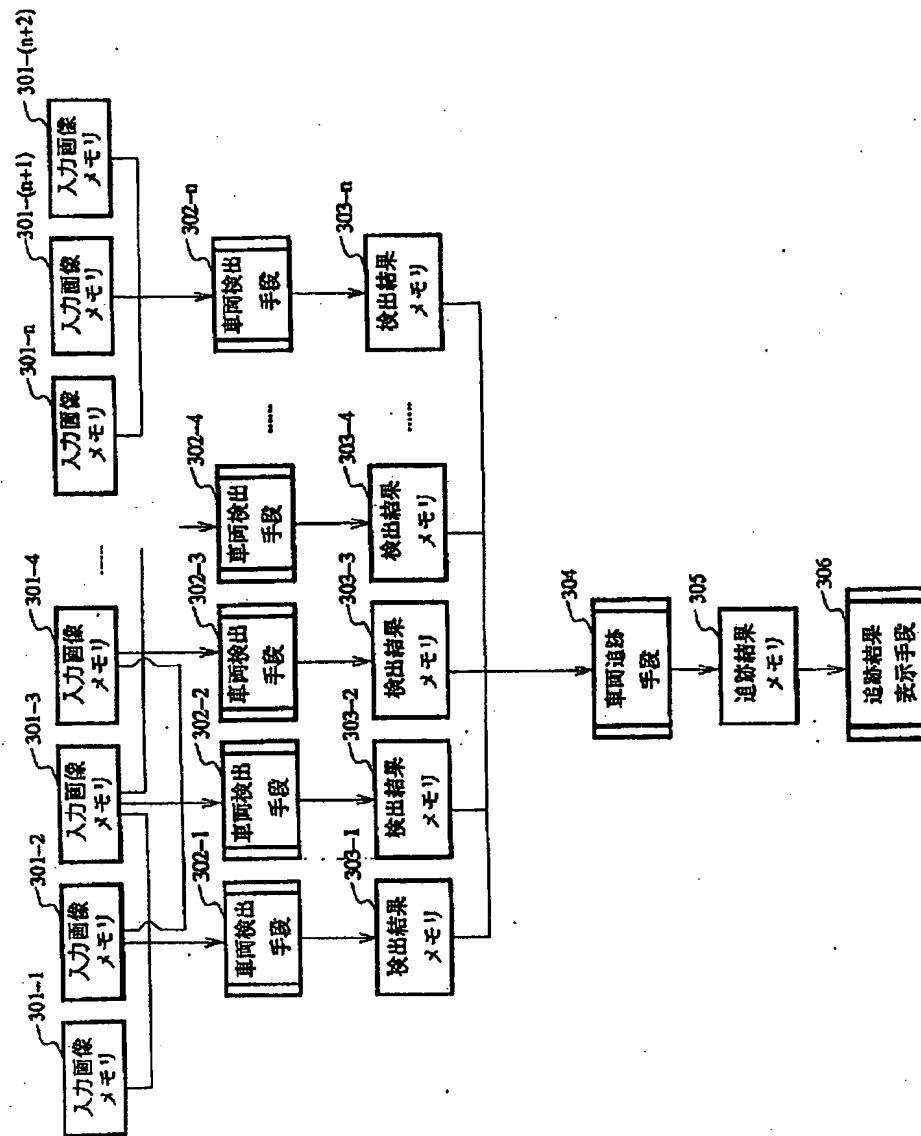 301-1
入力画像
メモリ
301-2
入力画像
メモリ
301-3
入力画像
メモリ
301-4
入力画像
メモリ
......
301-n
入力画像
メモリ
301-(n+1)
入力画像
メモリ
301-(n+2)
入力画像
メモリ
302-1
車両検出
手段
302-2
車両検出
手段
302-3
車両検出
手段
302-4
車両検出
手段
......
302-n
車両検出
手段
303-1
検出結果
メモリ
303-2
検出結果
メモリ
303-3
検出結果
メモリ
303-4
検出結果
メモリ
......
303-n
検出結果
メモリ
304
車両追跡
手段
305
追跡結果
メモリ
306
追跡結果
表示手段